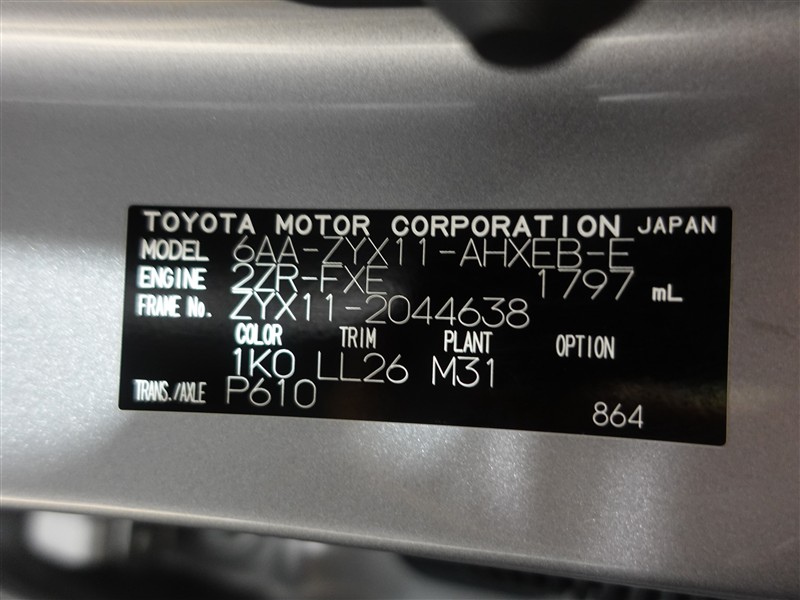 TOYOTA MOTOR CORPORATION JAPAN
MODEL 6AA-ZYX11-AHXEB-E
ENGINE 2ZR-FXE 1797 mL
FRAME No. ZYX11-2044638
COLOR TRIM PLANT OPTION
1K0 LL26 M31
TRANS./AXLE P610
864